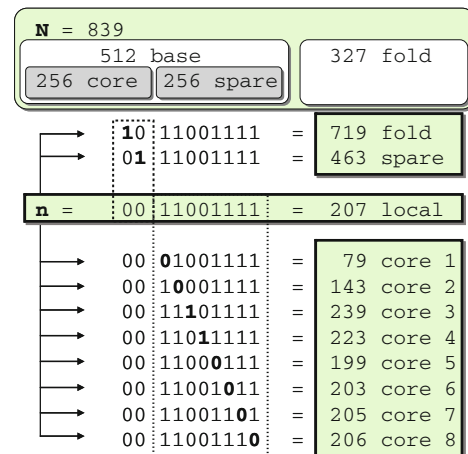 N = 839
512 base 327 fold
256 core 256 spare
10 11001111 = 719 fold
01 11001111 = 463 spare
n = 00 11001111 = 207 local
00 01001111 = 79 core 1
00 10001111 = 143 core 2
00 11101111 = 239 core 3
00 11011111 = 223 core 4
00 11000111 = 199 core 5
00 11001011 = 203 core 6
00 11001101 = 205 core 7
00 11001110 = 206 core 8